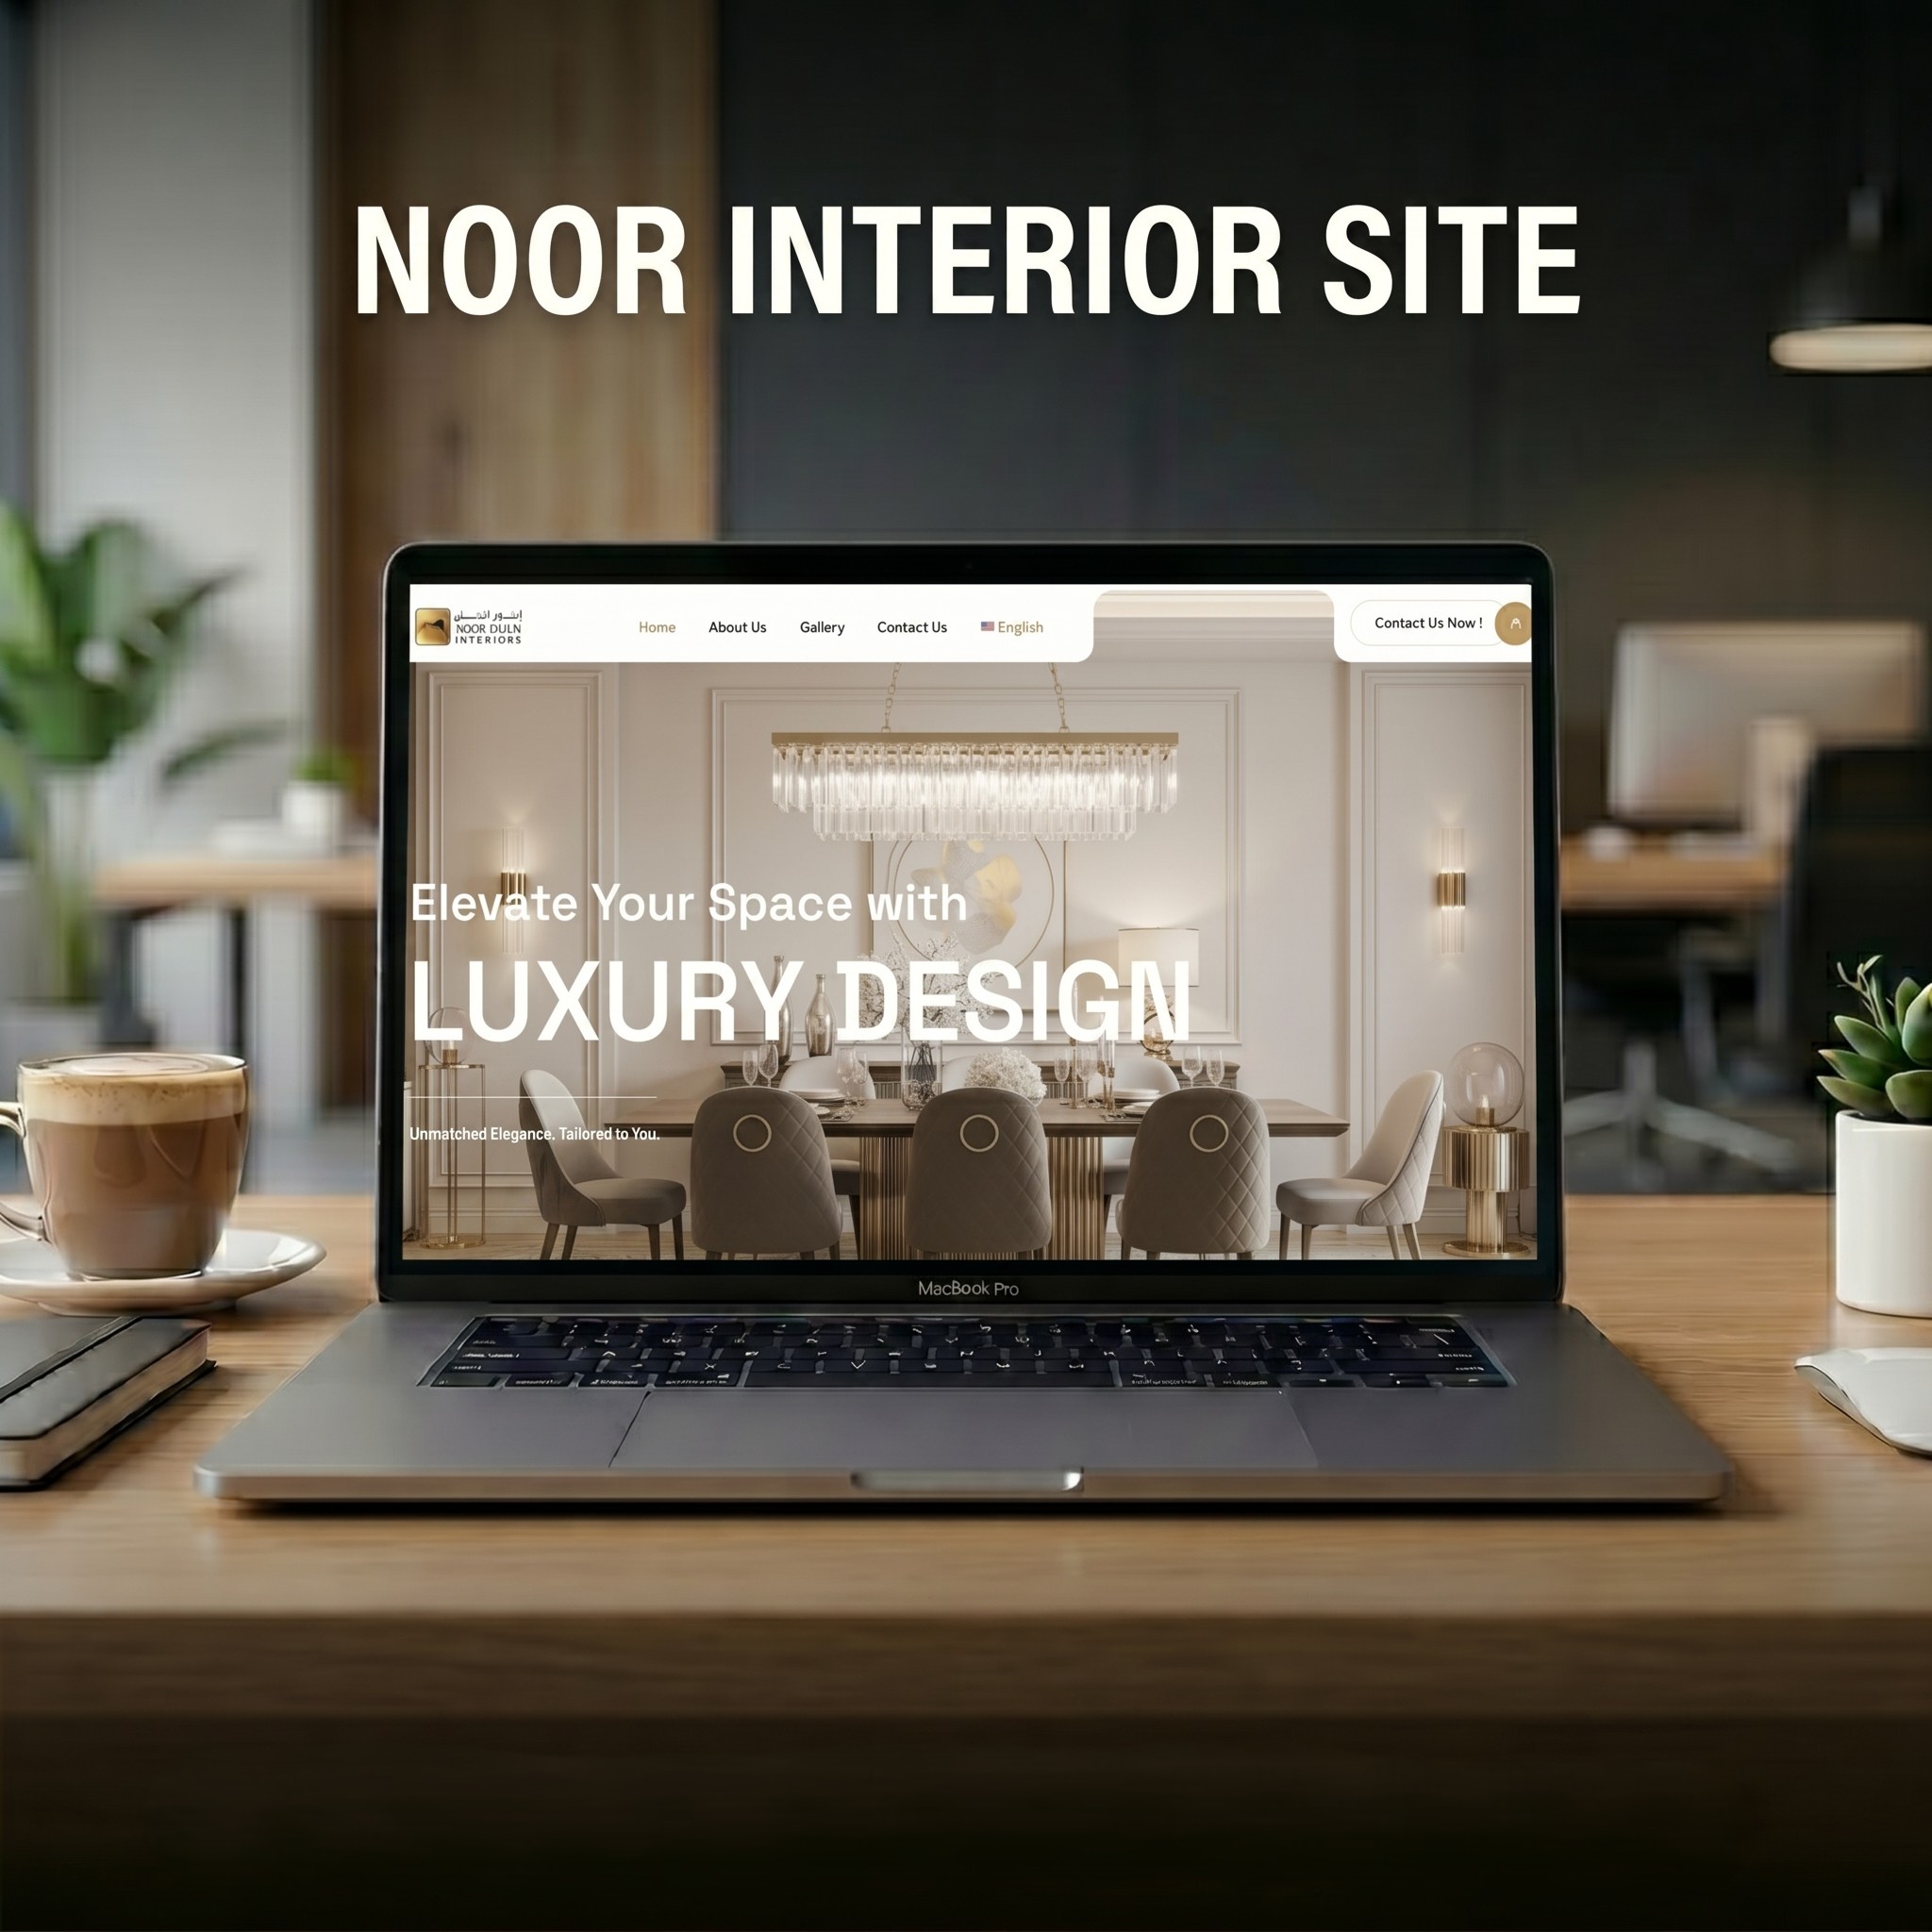 NOOR INTERIOR SITE
NOOR DULN
INTERIORS
Home
About Us
Gallery
Contact Us
English
Contact Us Now !
Elevate Your Space with
LUXURY DESIGN
Unmatched Elegance. Tailored to You.
MacBook Pro